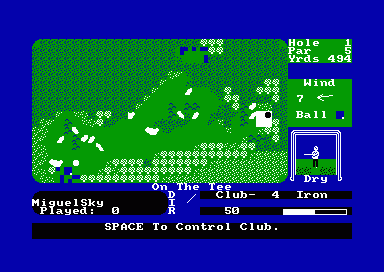 Hole 1
Par 5
Yrds 494
Wind
7
Ball
Dry
On The Tee
MiguelSky
Played: 0
DIR
Club- 4 Iron
50
SPACE To Control Club.